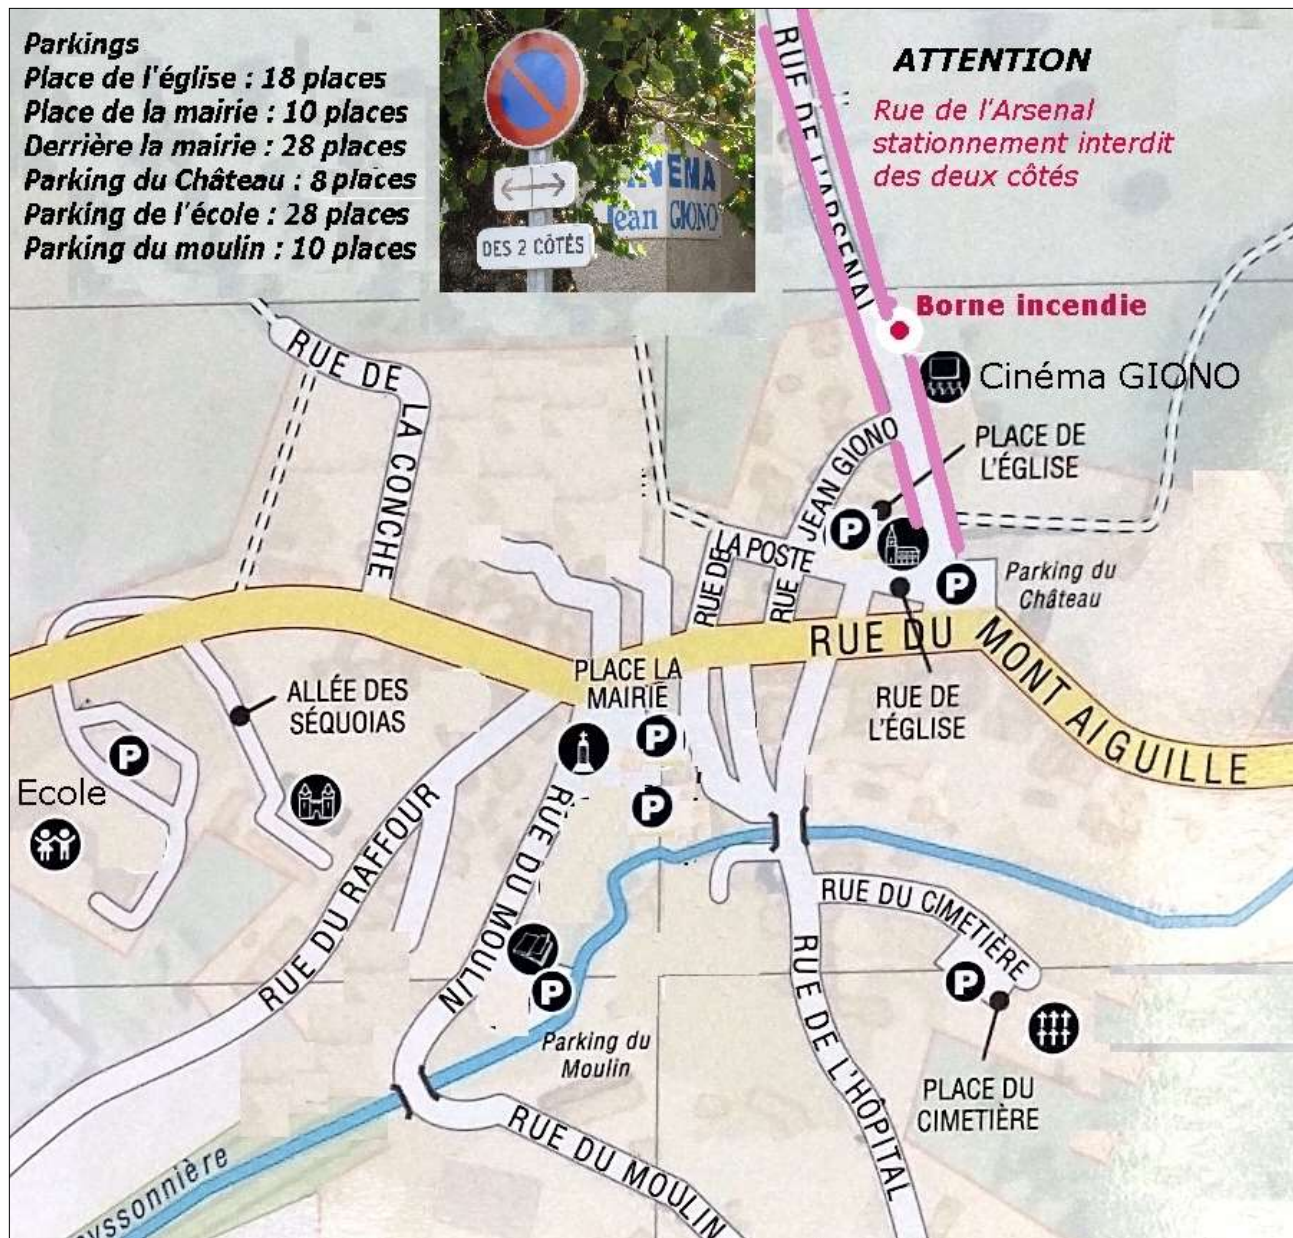 Parkings
Place de l'église : 18 places
Place de la mairie : 10 places
Derrière la mairie : 28 places
Parking du Château : 8 places
Parking de l'école : 28 places
Parking du moulin : 10 places
DES 2 CÔTÉS
INEMA
Jean GIONO
ATTENTION
Rue de l'Arsenal
stationnement interdit
des deux côtés
RUE DE L'ARSENAL
Borne incendie
Cinéma GIONO
PLACE DE
L'ÉGLISE
RUE DE
LA CONCHE
RUE JEAN GIONO
P
RUE DE LA POSTE
P
Parking du
Château
RUE DU MONT AIGUILLE
PLACE LA
MAIRIE
ALLÉE DES
SÉQUOIAS
RUE DE
L'ÉGLISE
P
P
P
Ecole
RUE DU RAFFOUR
RUE DU MOULIN
RUE DU CIMETIÈRE
P
P
Parking du
Moulin
RUE DE L'HÔPITAL
PLACE DU
CIMETIÈRE
RUE DU MOULIN
yssonnière